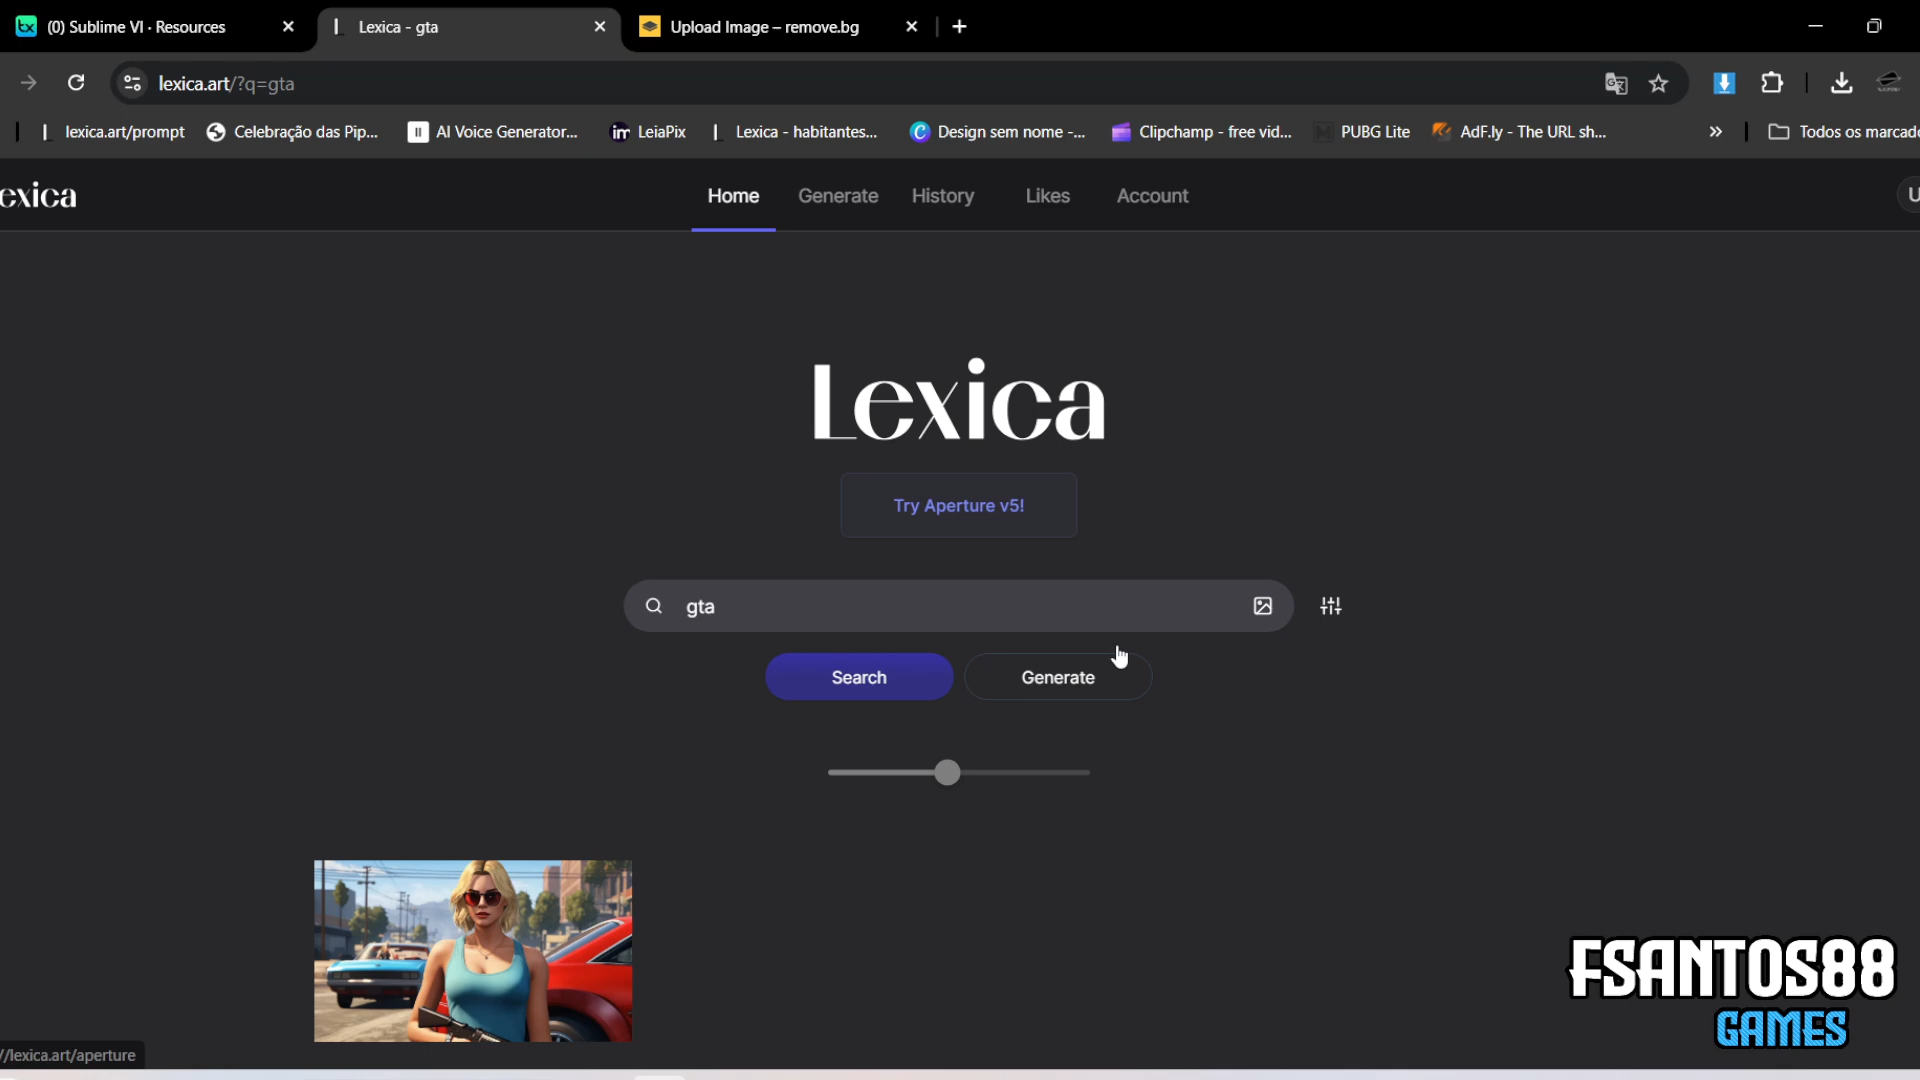 (0) Sublime VI · Resources
Lexica - gta
Upload Image – remove.bg
lexica.art/?q=gta
lexica.art/prompt
Celebração das Pip...
AI Voice Generator...
LeiaPix
Lexica - habitantes...
Design sem nome -...
Clipchamp - free vid...
PUBG Lite
AdF.ly - The URL sh...
»
Todos os marcado
exica
Home
Generate
History
Likes
Account
U
Lexica
Try Aperture v5!
gta
Search
Generate
FSANTOS88
GAMES
//lexica.art/aperture